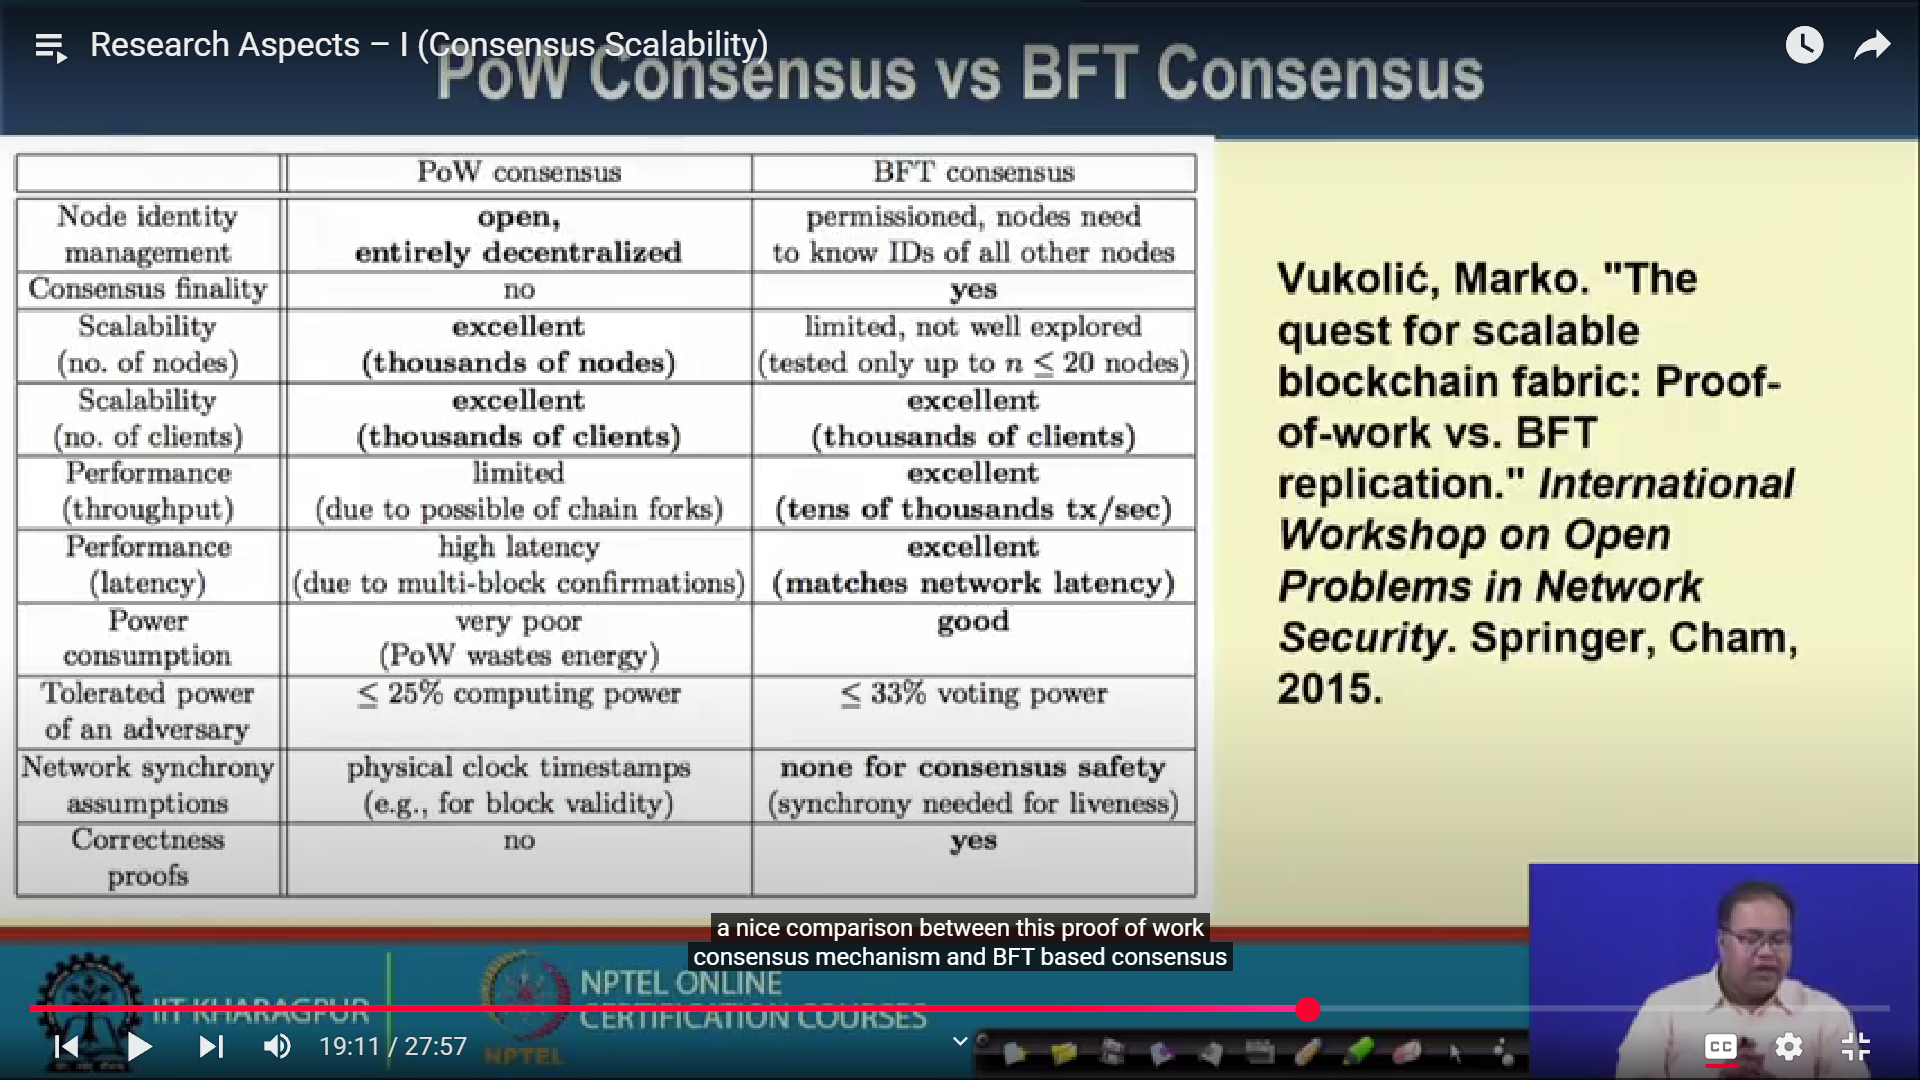 Research Aspects – I (Consensus Scalability)
PoW Consensus vs BFT Consensus
PoW consensus BFT consensus
Node identity management open, entirely decentralized permissioned, nodes need to know IDs of all other nodes
Consensus finality no yes
Scalability (no. of nodes) excellent (thousands of nodes) limited, not well explored (tested only up to n ≤ 20 nodes)
Scalability (no. of clients) excellent (thousands of clients) excellent (thousands of clients)
Performance (throughput) limited (due to possible of chain forks) excellent (tens of thousands tx/sec)
Performance (latency) high latency (due to multi-block confirmations) excellent (matches network latency)
Power consumption very poor (PoW wastes energy) good
Tolerated power of an adversary ≤ 25% computing power ≤ 33% voting power
Network synchrony assumptions physical clock timestamps (e.g., for block validity) none for consensus safety (synchrony needed for liveness)
Correctness proofs no yes
Vukolić, Marko. "The
quest for scalable
blockchain fabric: Proof-
of-work vs. BFT
replication." International
Workshop on Open
Problems in Network
Security. Springer, Cham,
2015.
a nice comparison between this proof of work
consensus mechanism and BFT based consensus
IIT KHARAGPUR
NPTEL
NPTEL ONLINE
CERTIFICATION COURSES
19:11 / 27:57
CC